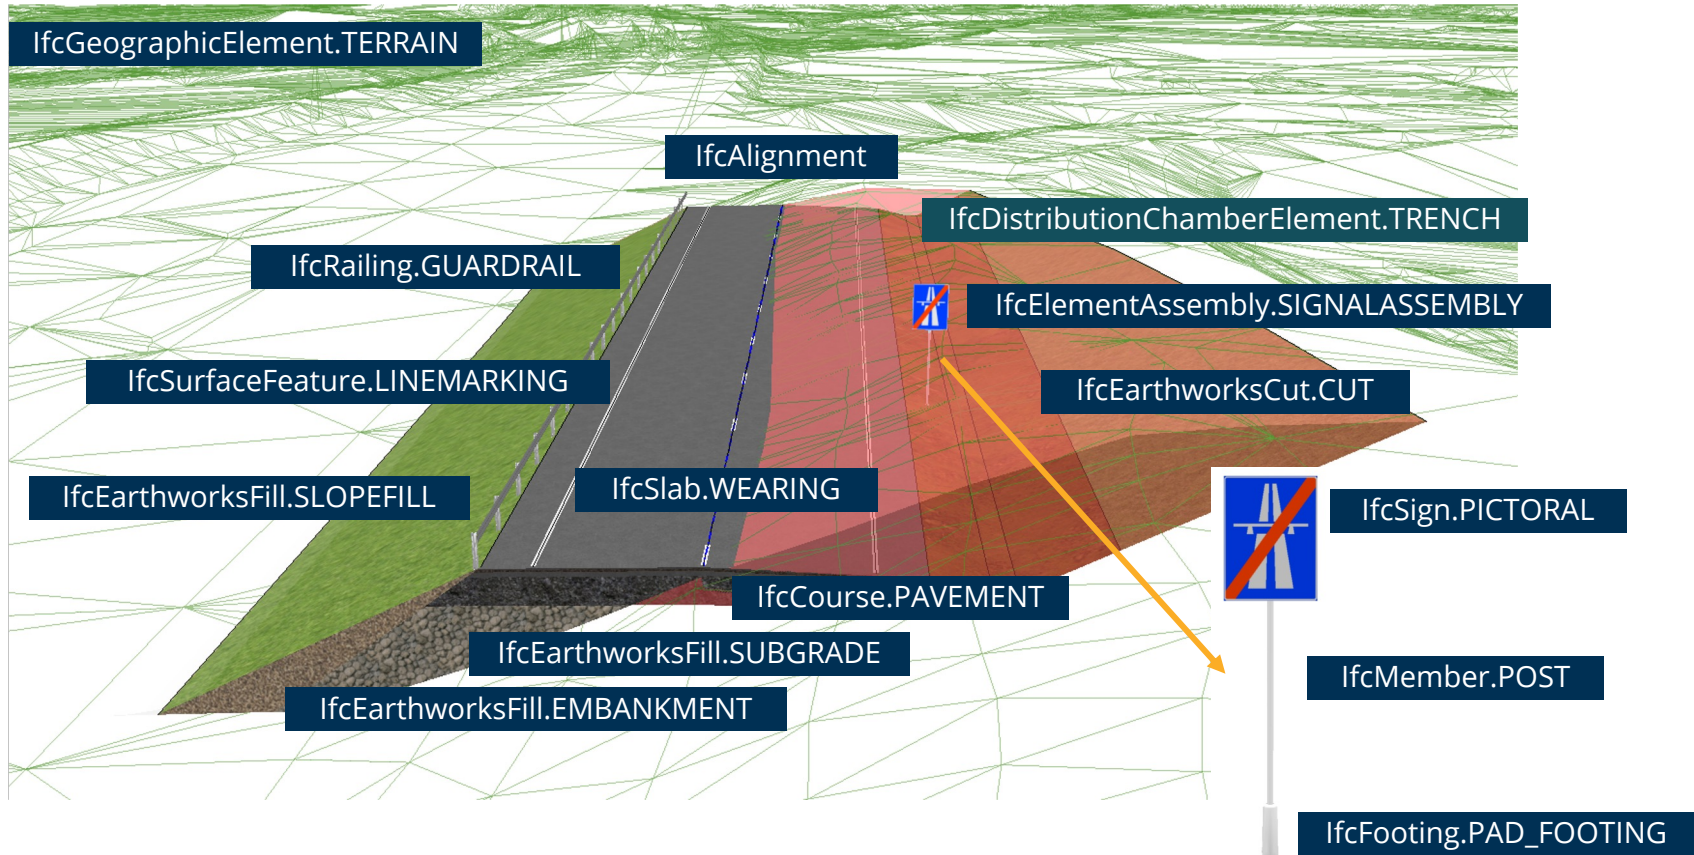 IfcGeographicElement.TERRAIN
IfcAlignment
IfcDistributionChamberElement.TRENCH
IfcRailing.GUARDRAIL
IfcElementAssembly.SIGNALASSEMBLY
IfcSurfaceFeature.LINEMARKING
IfcEarthworksCut.CUT
IfcEarthworksFill.SLOPEFILL
IfcSlab.WEARING
IfcSign.PICTORAL
IfcCourse.PAVEMENT
IfcEarthworksFill.SUBGRADE
IfcMember.POST
IfcEarthworksFill.EMBANKMENT
IfcFooting.PAD_FOOTING